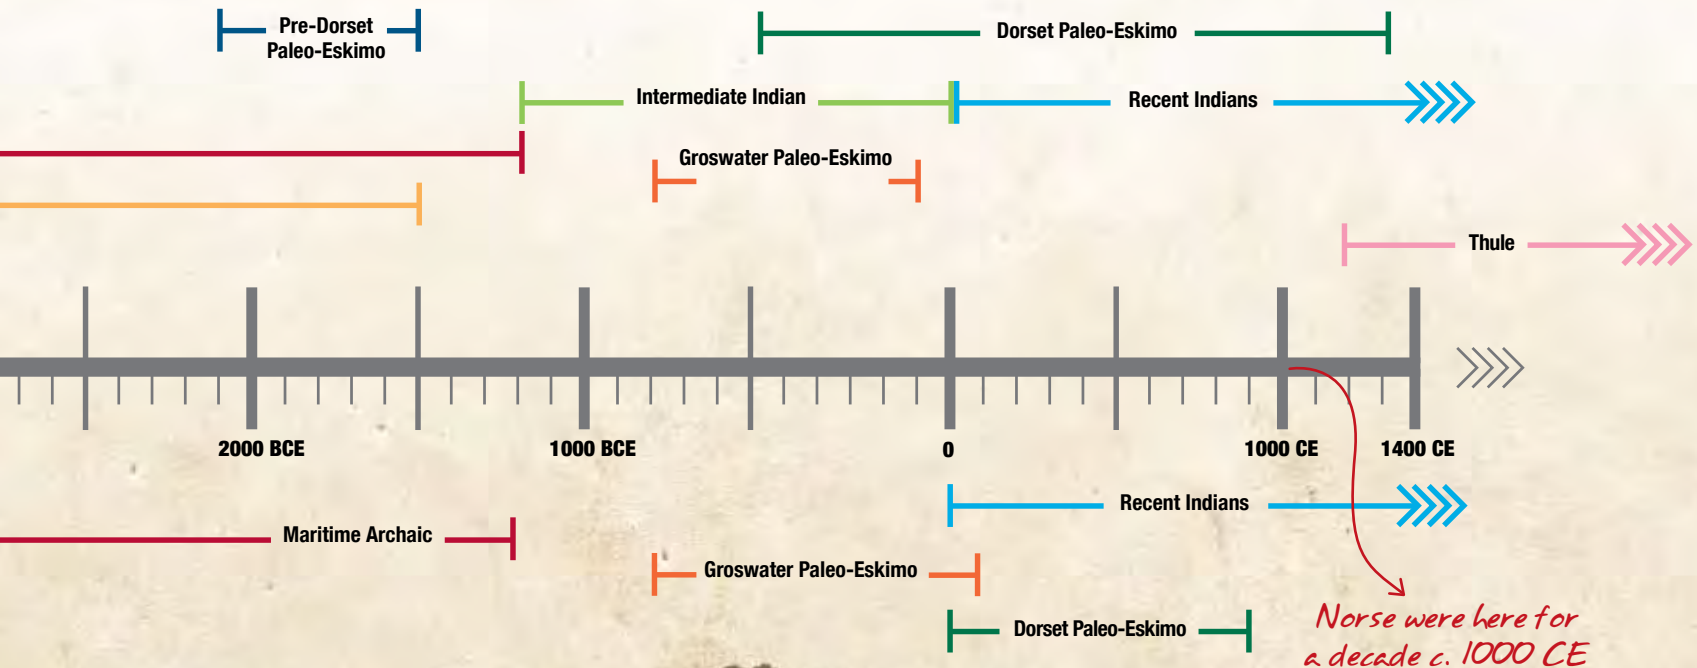 Pre-Dorset
Paleo-Eskimo
Dorset Paleo-Eskimo
Intermediate Indian
Recent Indians
Groswater Paleo-Eskimo
Thule
2000 BCE
1000 BCE
0
1000 CE
1400 CE
Recent Indians
Maritime Archaic
Groswater Paleo-Eskimo
Dorset Paleo-Eskimo
Norse were here for
a decade c. 1000 CE